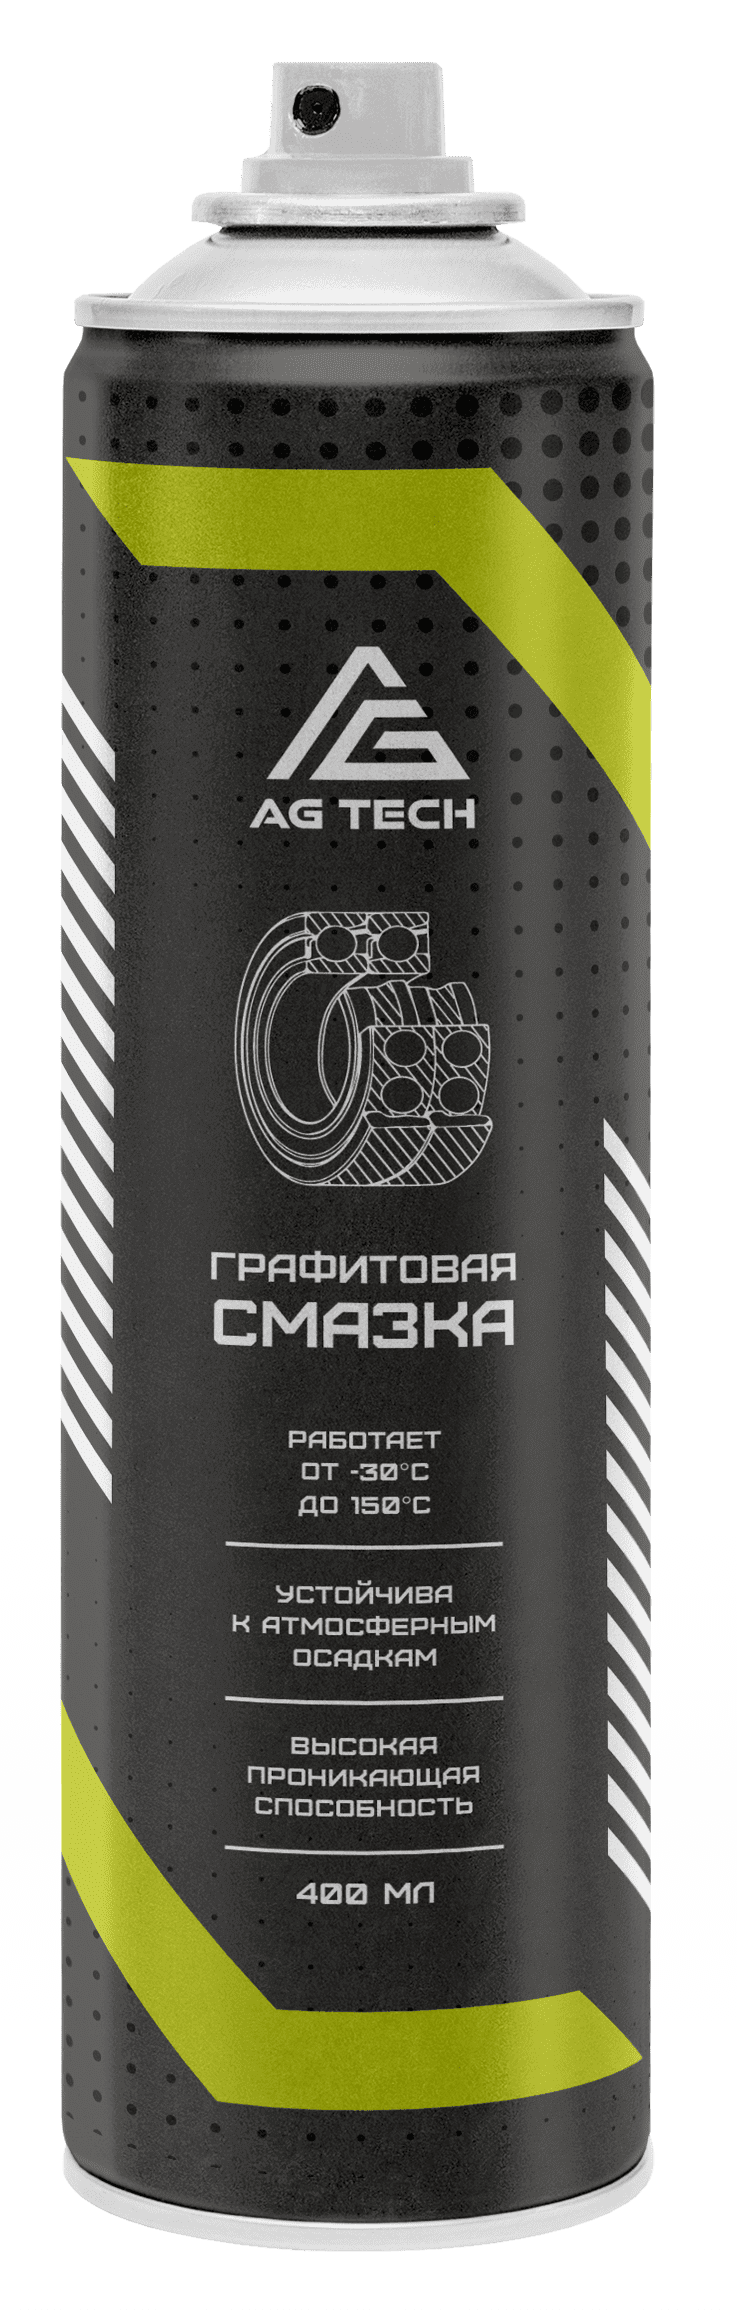 AG TECH
ГРАФИТОВАЯ
СМАЗКА
РАБОТАЕТ
ОТ -30°C
ДО 150°C
УСТОЙЧИВА
К АТМОСФЕРНЫМ
ОСАДКАМ
ВЫСОКАЯ
ПРОНИКАЮЩАЯ
СПОСОБНОСТЬ
400 МЛ